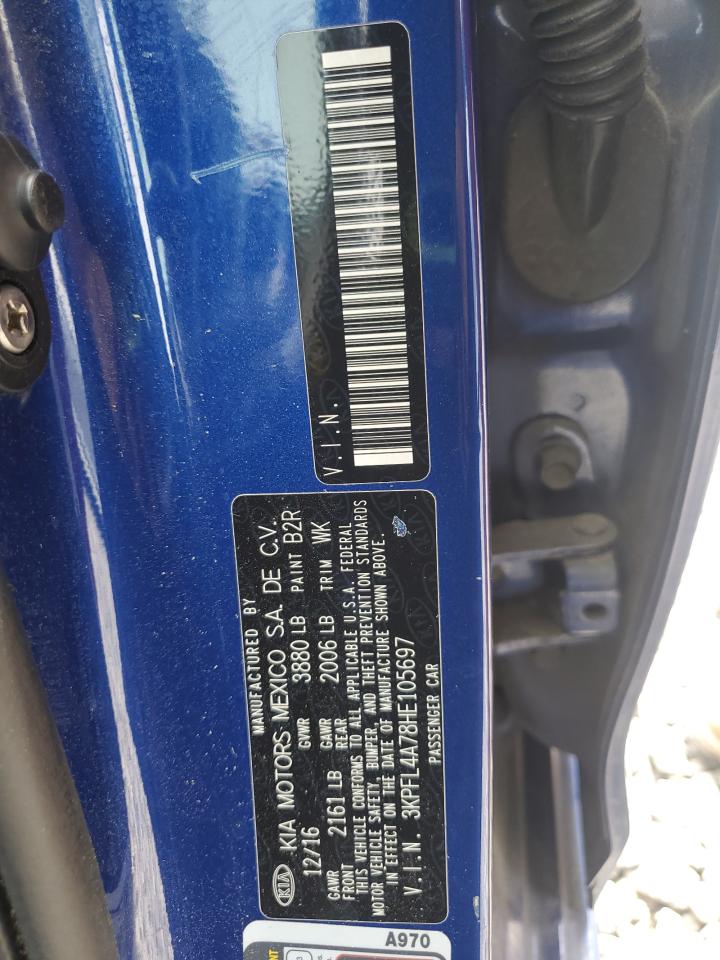 V.I.N.
MANUFACTURED BY
KIA KIA MOTORS MEXICO S.A. DE C.V.
12/16 GVWR 3880 LB PAINT B2R
GAWR FRONT 2161 LB GAWR REAR 2006 LB TRIM WK
THIS VEHICLE CONFORMS TO ALL APPLICABLE U.S.A. FEDERAL
MOTOR VEHICLE SAFETY, BUMPER, AND THEFT PREVENTION STANDARDS
IN EFFECT ON THE DATE OF MANUFACTURE SHOWN ABOVE.
V.I.N. 3KPFL4A78HE105697
PASSENGER CAR
A970